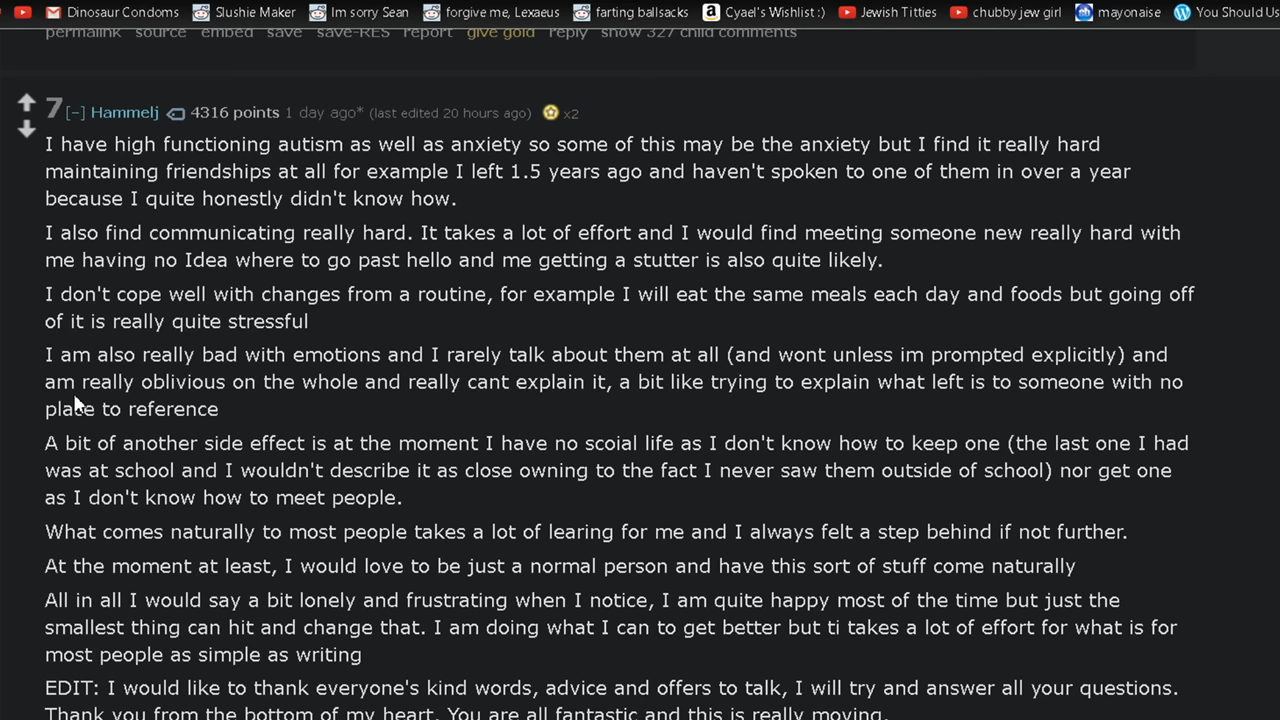 Dinosaur Condoms Slushie Maker Im sorry Sean forgive me, Lexaeus farting ballsacks Cyael's Wishlist :) Jewish Titties chubby jew girl mayonaise You Should Us
permalink source embed save save-RES report give gold reply show 327 child comments
7 [–] Hammelj 4316 points 1 day ago* (last edited 20 hours ago) x2
I have high functioning autism as well as anxiety so some of this may be the anxiety but I find it really hard
maintaining friendships at all for example I left 1.5 years ago and haven't spoken to one of them in over a year
because I quite honestly didn't know how.
I also find communicating really hard. It takes a lot of effort and I would find meeting someone new really hard with
me having no Idea where to go past hello and me getting a stutter is also quite likely.
I don't cope well with changes from a routine, for example I will eat the same meals each day and foods but going off
of it is really quite stressful
I am also really bad with emotions and I rarely talk about them at all (and wont unless im prompted explicitly) and
am really oblivious on the whole and really cant explain it, a bit like trying to explain what left is to someone with no
place to reference
A bit of another side effect is at the moment I have no scoial life as I don't know how to keep one (the last one I had
was at school and I wouldn't describe it as close owning to the fact I never saw them outside of school) nor get one
as I don't know how to meet people.
What comes naturally to most people takes a lot of learing for me and I always felt a step behind if not further.
At the moment at least, I would love to be just a normal person and have this sort of stuff come naturally
All in all I would say a bit lonely and frustrating when I notice, I am quite happy most of the time but just the
smallest thing can hit and change that. I am doing what I can to get better but ti takes a lot of effort for what is for
most people as simple as writing
EDIT: I would like to thank everyone's kind words, advice and offers to talk, I will try and answer all your questions.
Thank you from the bottom of my heart. You are all fantastic and this is really moving.